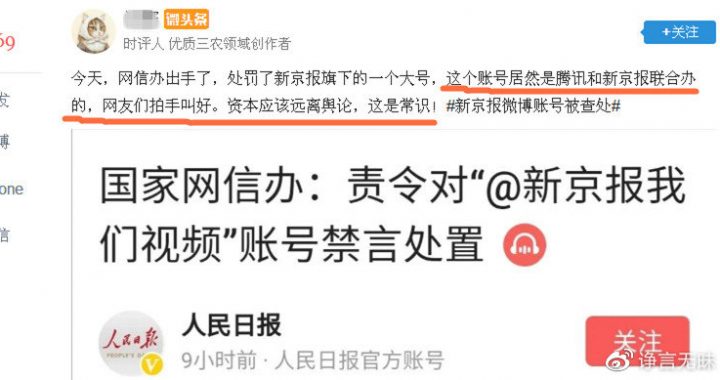 69
微头条
+关注
时评人 优质三农领域创作者
发
今天，网信办出手了，处罚了新京报旗下的一个大号，这个账号居然是腾讯和新京报联合办
的，网友们拍手叫好。资本应该远离舆论，这是常识！#新京报微博账号被查处#
博
one
信
国家网信办：责令对“@新京报我
们视频”账号禁言处置
人民日报
PEOPLE'S D
人民日报
9小时前·人民日报官方账号
关注
诤言无昧